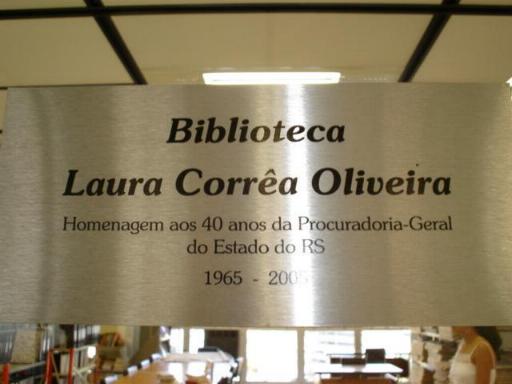 Biblioteca
Laura Corrêa Oliveira
Homenagem aos 40 anos da Procuradoria-Geral
do Estado do RS
1965 - 2005